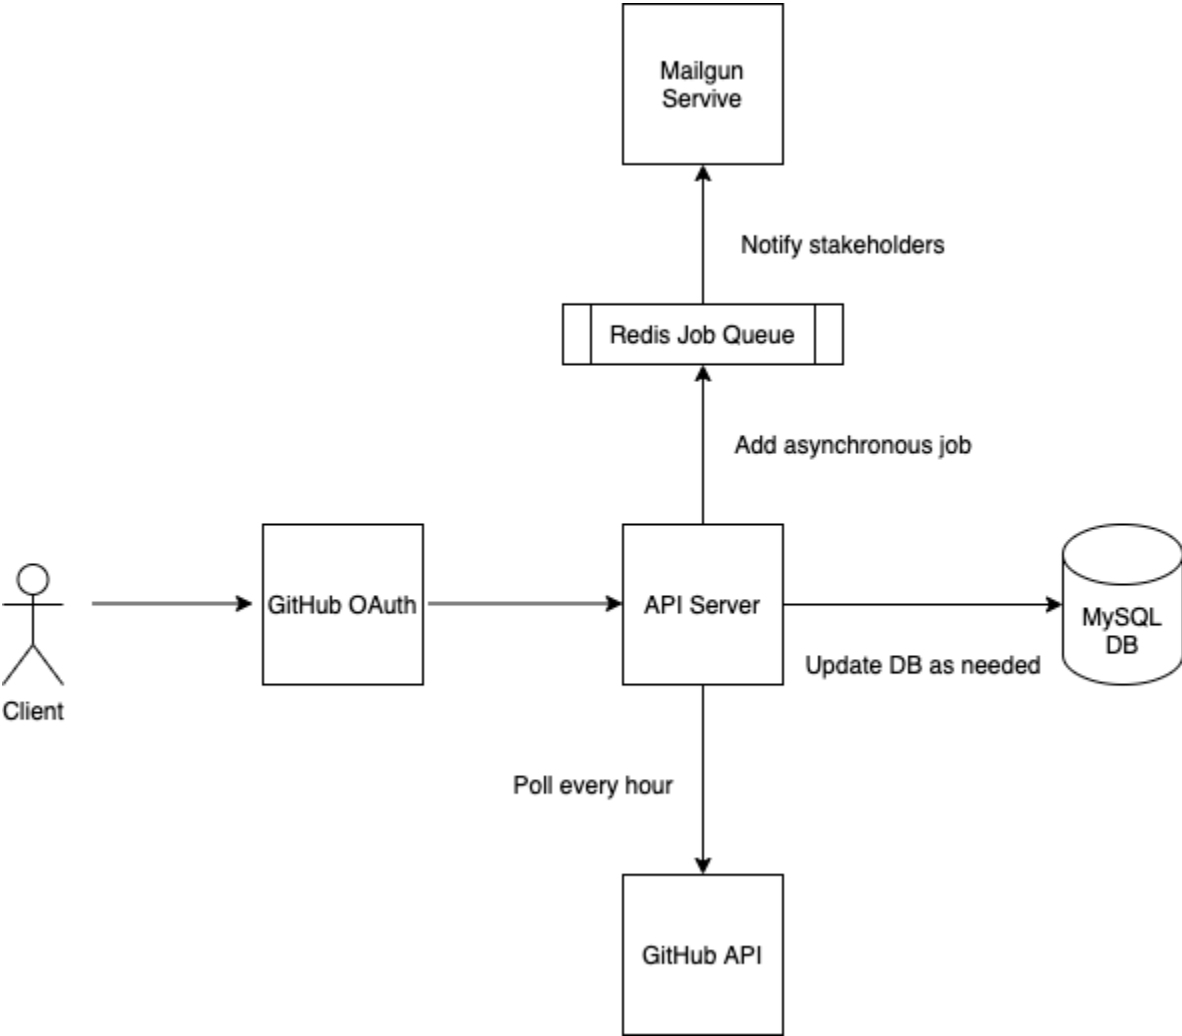 Mailgun
Servive
Notify stakeholders
Redis Job Queue
Add asynchronous job
GitHub OAuth
API Server
MySQL
DB
Update DB as needed
Client
Poll every hour
GitHub API